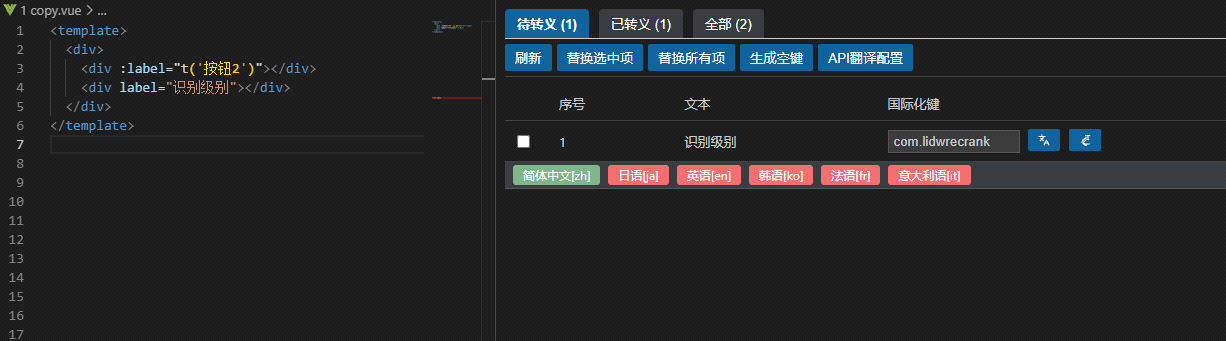 1 copy.vue > ...
1 <template>
2 <div>
3 <div :label="t('按钮2')"></div>
4 <div label="识别级别"></div>
5 </div>
6 </template>
7
8
9
10
11
12
13
14
15
16
17
待转义 (1) 已转义 (1) 全部 (2)
刷新 替换选中项 替换所有项 生成空键 API翻译配置
序号 文本 国际化键
1 识别级别 com.lidwrecrank
简体中文[zh] 日语[ja] 英语[en] 韩语[ko] 法语[fr] 意大利语[it]